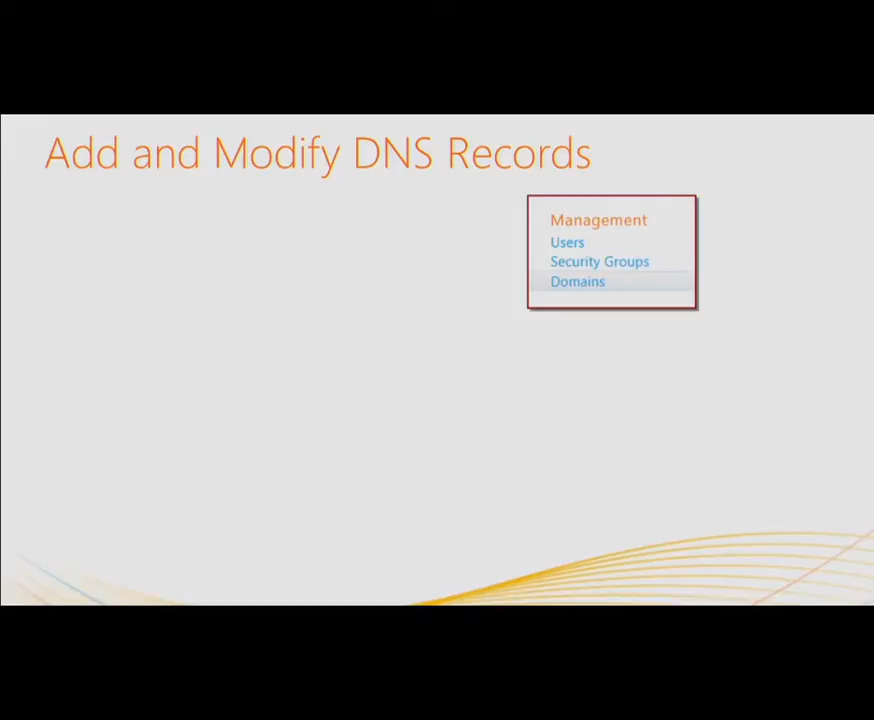 Add and Modify DNS Records
Management
Users
Security Groups
Domains